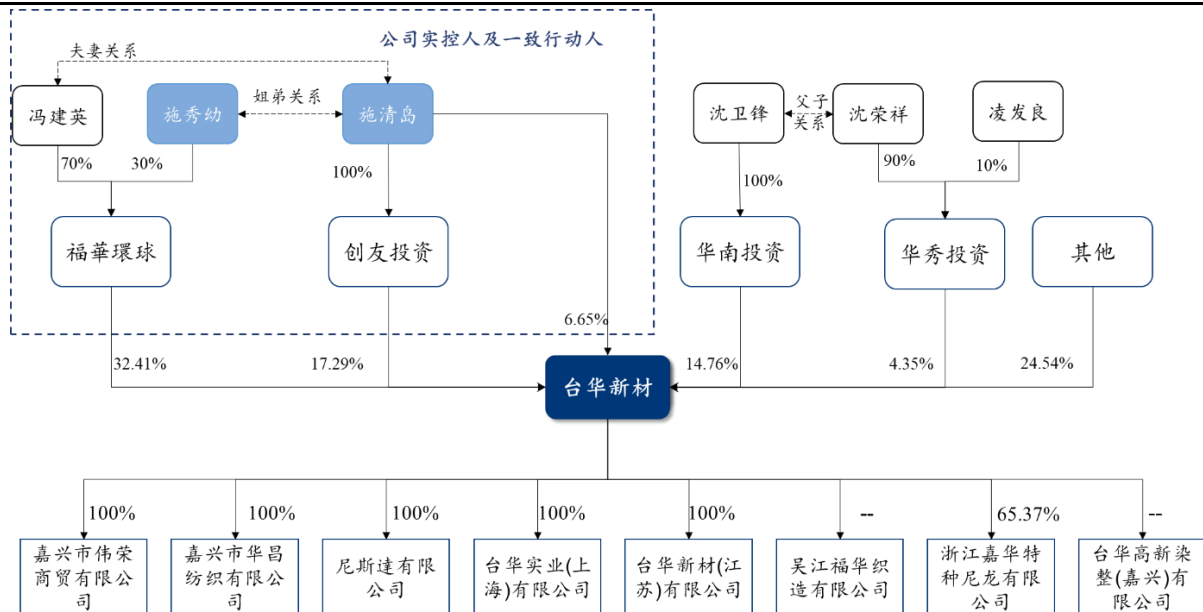 公司实控人及一致行动人
夫妻关系
冯建英
施秀幼
姐弟关系
施清岛
沈卫锋
父子
关系
沈荣祥
凌发良
70%
30%
100%
100%
90%
10%
福華環球
创友投资
华南投资
华秀投资
其他
6.65%
32.41%
17.29%
14.76%
4.35%
24.54%
台华新材
100%
100%
100%
100%
100%
--
65.37%
--
嘉兴市伟荣
商贸有限公
司
嘉兴市华昌
纺织有限公
司
尼斯達有限
公司
台华实业(上
海)有限公司
台华新材(江
苏)有限公司
吴江福华织
造有限公司
浙江嘉华特
种尼龙有限
公司
台华高新染
整(嘉兴)有
限公司